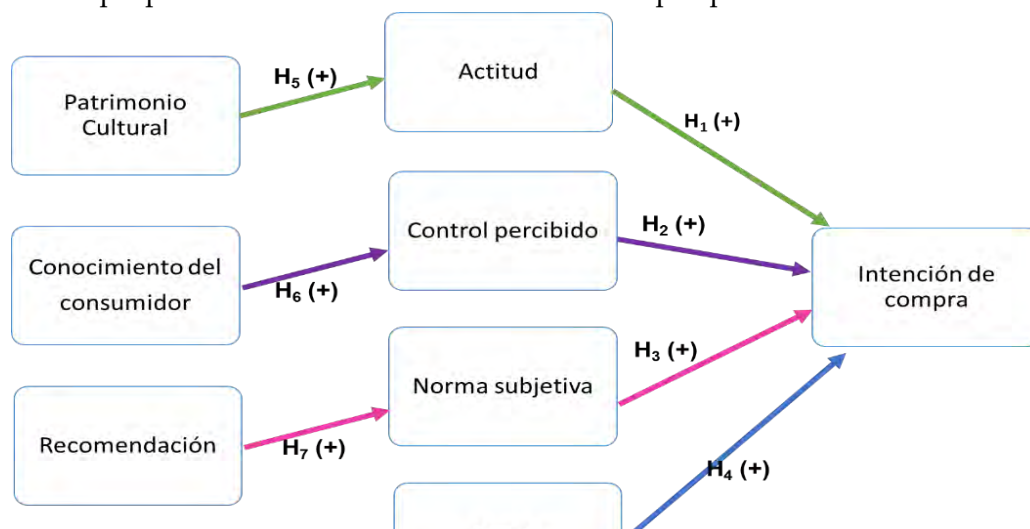 H₅ (+)
Actitud
Patrimonio
Cultural
H₁ (+)
Control percibido
H₂ (+)
Conocimiento del
consumidor
H₆ (+)
Intención de
compra
Norma subjetiva
H₃ (+)
Recomendación
H₇ (+)
H₄ (+)